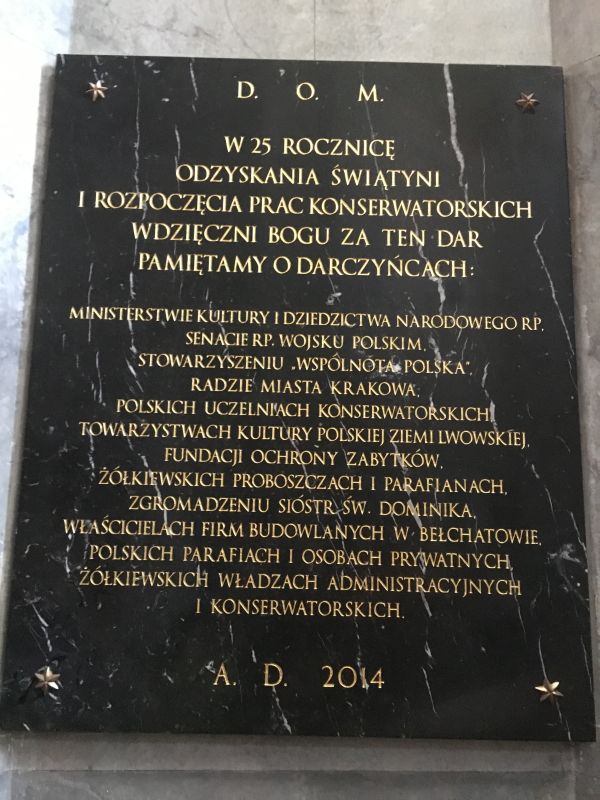 D. O. M.
W 25 ROCZNICĘ
ODZYSKANIA ŚWIĄTYNI
I ROZPOCZĘCIA PRAC KONSERWATORSKICH
WDZIĘCZNI BOGU ZA TEN DAR
PAMIĘTAMY O DARCZYŃCACH:
MINISTERSTWIE KULTURY I DZIEDZICTWA NARODOWEGO RP,
SENACIE RP, WOJSKU POLSKIM,
STOWARZYSZENIU „WSPÓLNOTA POLSKA",
RADZIE MIASTA KRAKOWA,
POLSKICH UCZELNIACH KONSERWATORSKICH,
TOWARZYSTWACH KULTURY POLSKIEJ ZIEMI LWOWSKIEJ,
FUNDACJI OCHRONY ZABYTKÓW,
ŻÓŁKIEWSKICH PROBOSZCZACH I PARAFIANACH,
ZGROMADZENIU SIÓSTR ŚW. DOMINIKA,
WŁAŚCICIELACH FIRM BUDOWLANYCH W BEŁCHATOWIE,
POLSKICH PARAFIACH I OSOBACH PRYWATNYCH,
ŻÓŁKIEWSKICH WŁADZACH ADMINISTRACYJNYCH
I KONSERWATORSKICH.
A. D. 2014